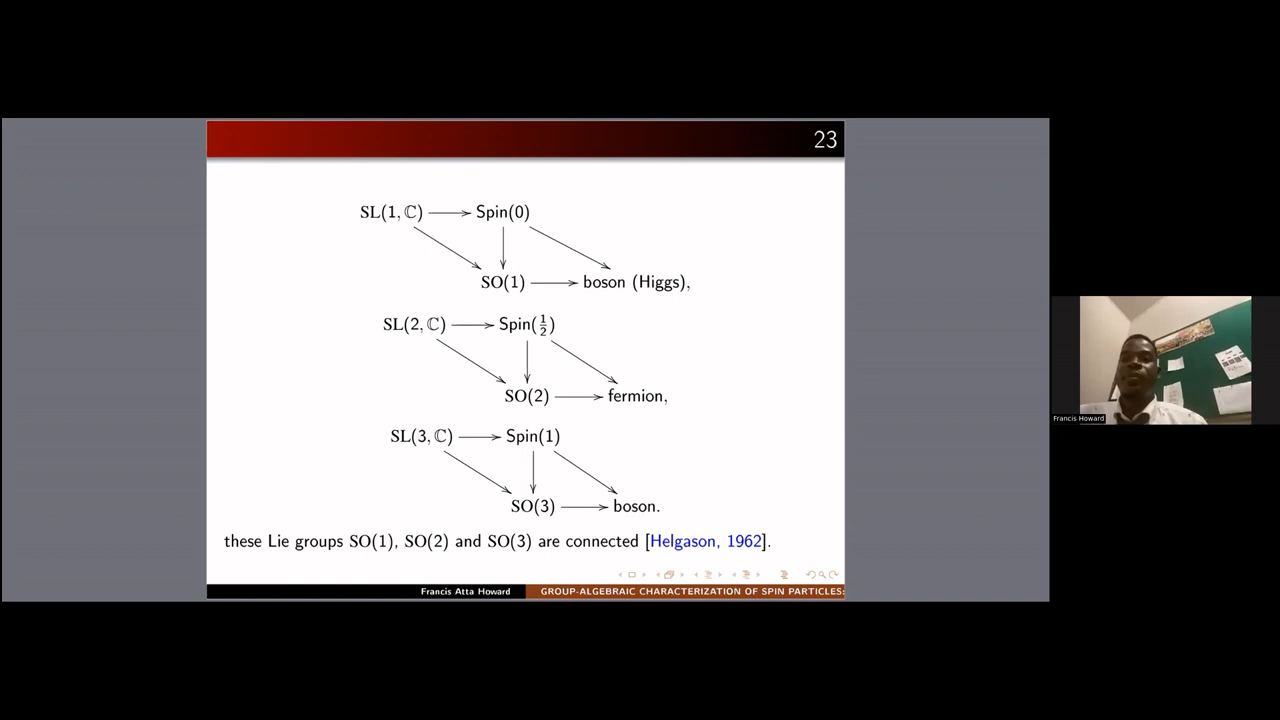 23
SL(1, ℂ) Spin(0)
SO(1) boson (Higgs),
SL(2, ℂ) Spin(1/2)
SO(2) fermion,
SL(3, ℂ) Spin(1)
SO(3) boson.
these Lie groups SO(1), SO(2) and SO(3) are connected [Helgason, 1962].
Francis Atta Howard GROUP-ALGEBRAIC CHARACTERIZATION OF SPIN PARTICLES:
Francis Howard